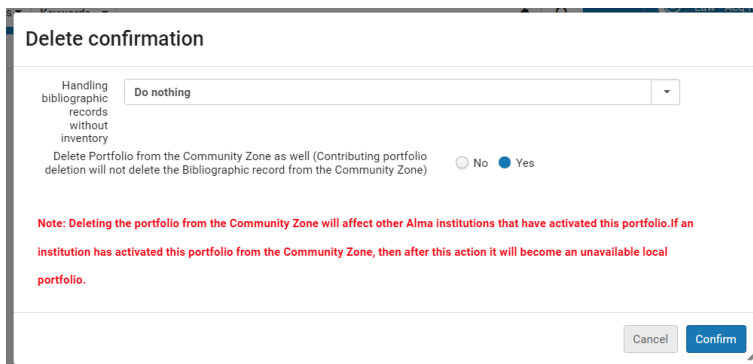 Delete confirmation
Handling
bibliographic
records
without
inventory
Do nothing
Delete Portfolio from the Community Zone as well (Contributing portfolio
deletion will not delete the Bibliographic record from the Community Zone)
No Yes
Note: Deleting the portfolio from the Community Zone will affect other Alma institutions that have activated this portfolio.If an
institution has activated this portfolio from the Community Zone, then after this action it will become an unavailable local
portfolio.
Cancel Confirm